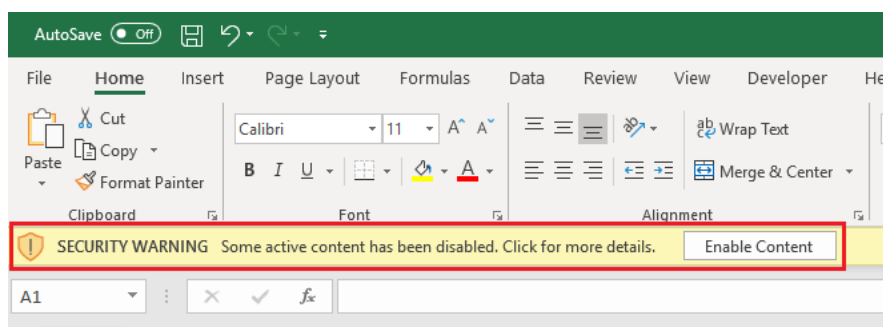 AutoSave Off
File Home Insert Page Layout Formulas Data Review View Developer He
Cut
Calibri 11 A A Wrap Text
Paste Copy
B I U A Merge & Center
Format Painter
Clipboard Font Alignment
SECURITY WARNING Some active content has been disabled. Click for more details. Enable Content
A1 fx